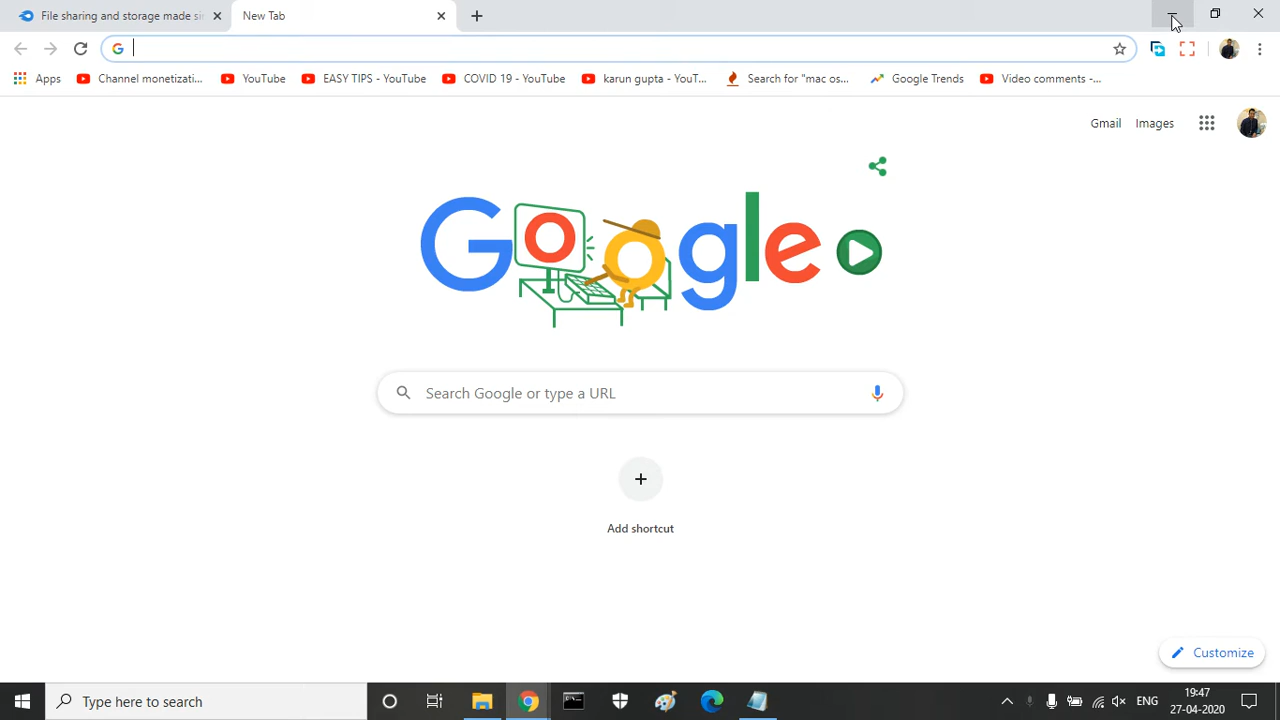 File sharing and storage made sir
New Tab
Apps
Channel monetizati...
YouTube
EASY TIPS - YouTube
COVID 19 - YouTube
karun gupta - YouT...
Search for "mac os...
Google Trends
Video comments -...
Gmail
Images
Google
Search Google or type a URL
Add shortcut
Customize
Type here to search
ENG
19:47
27-04-2020